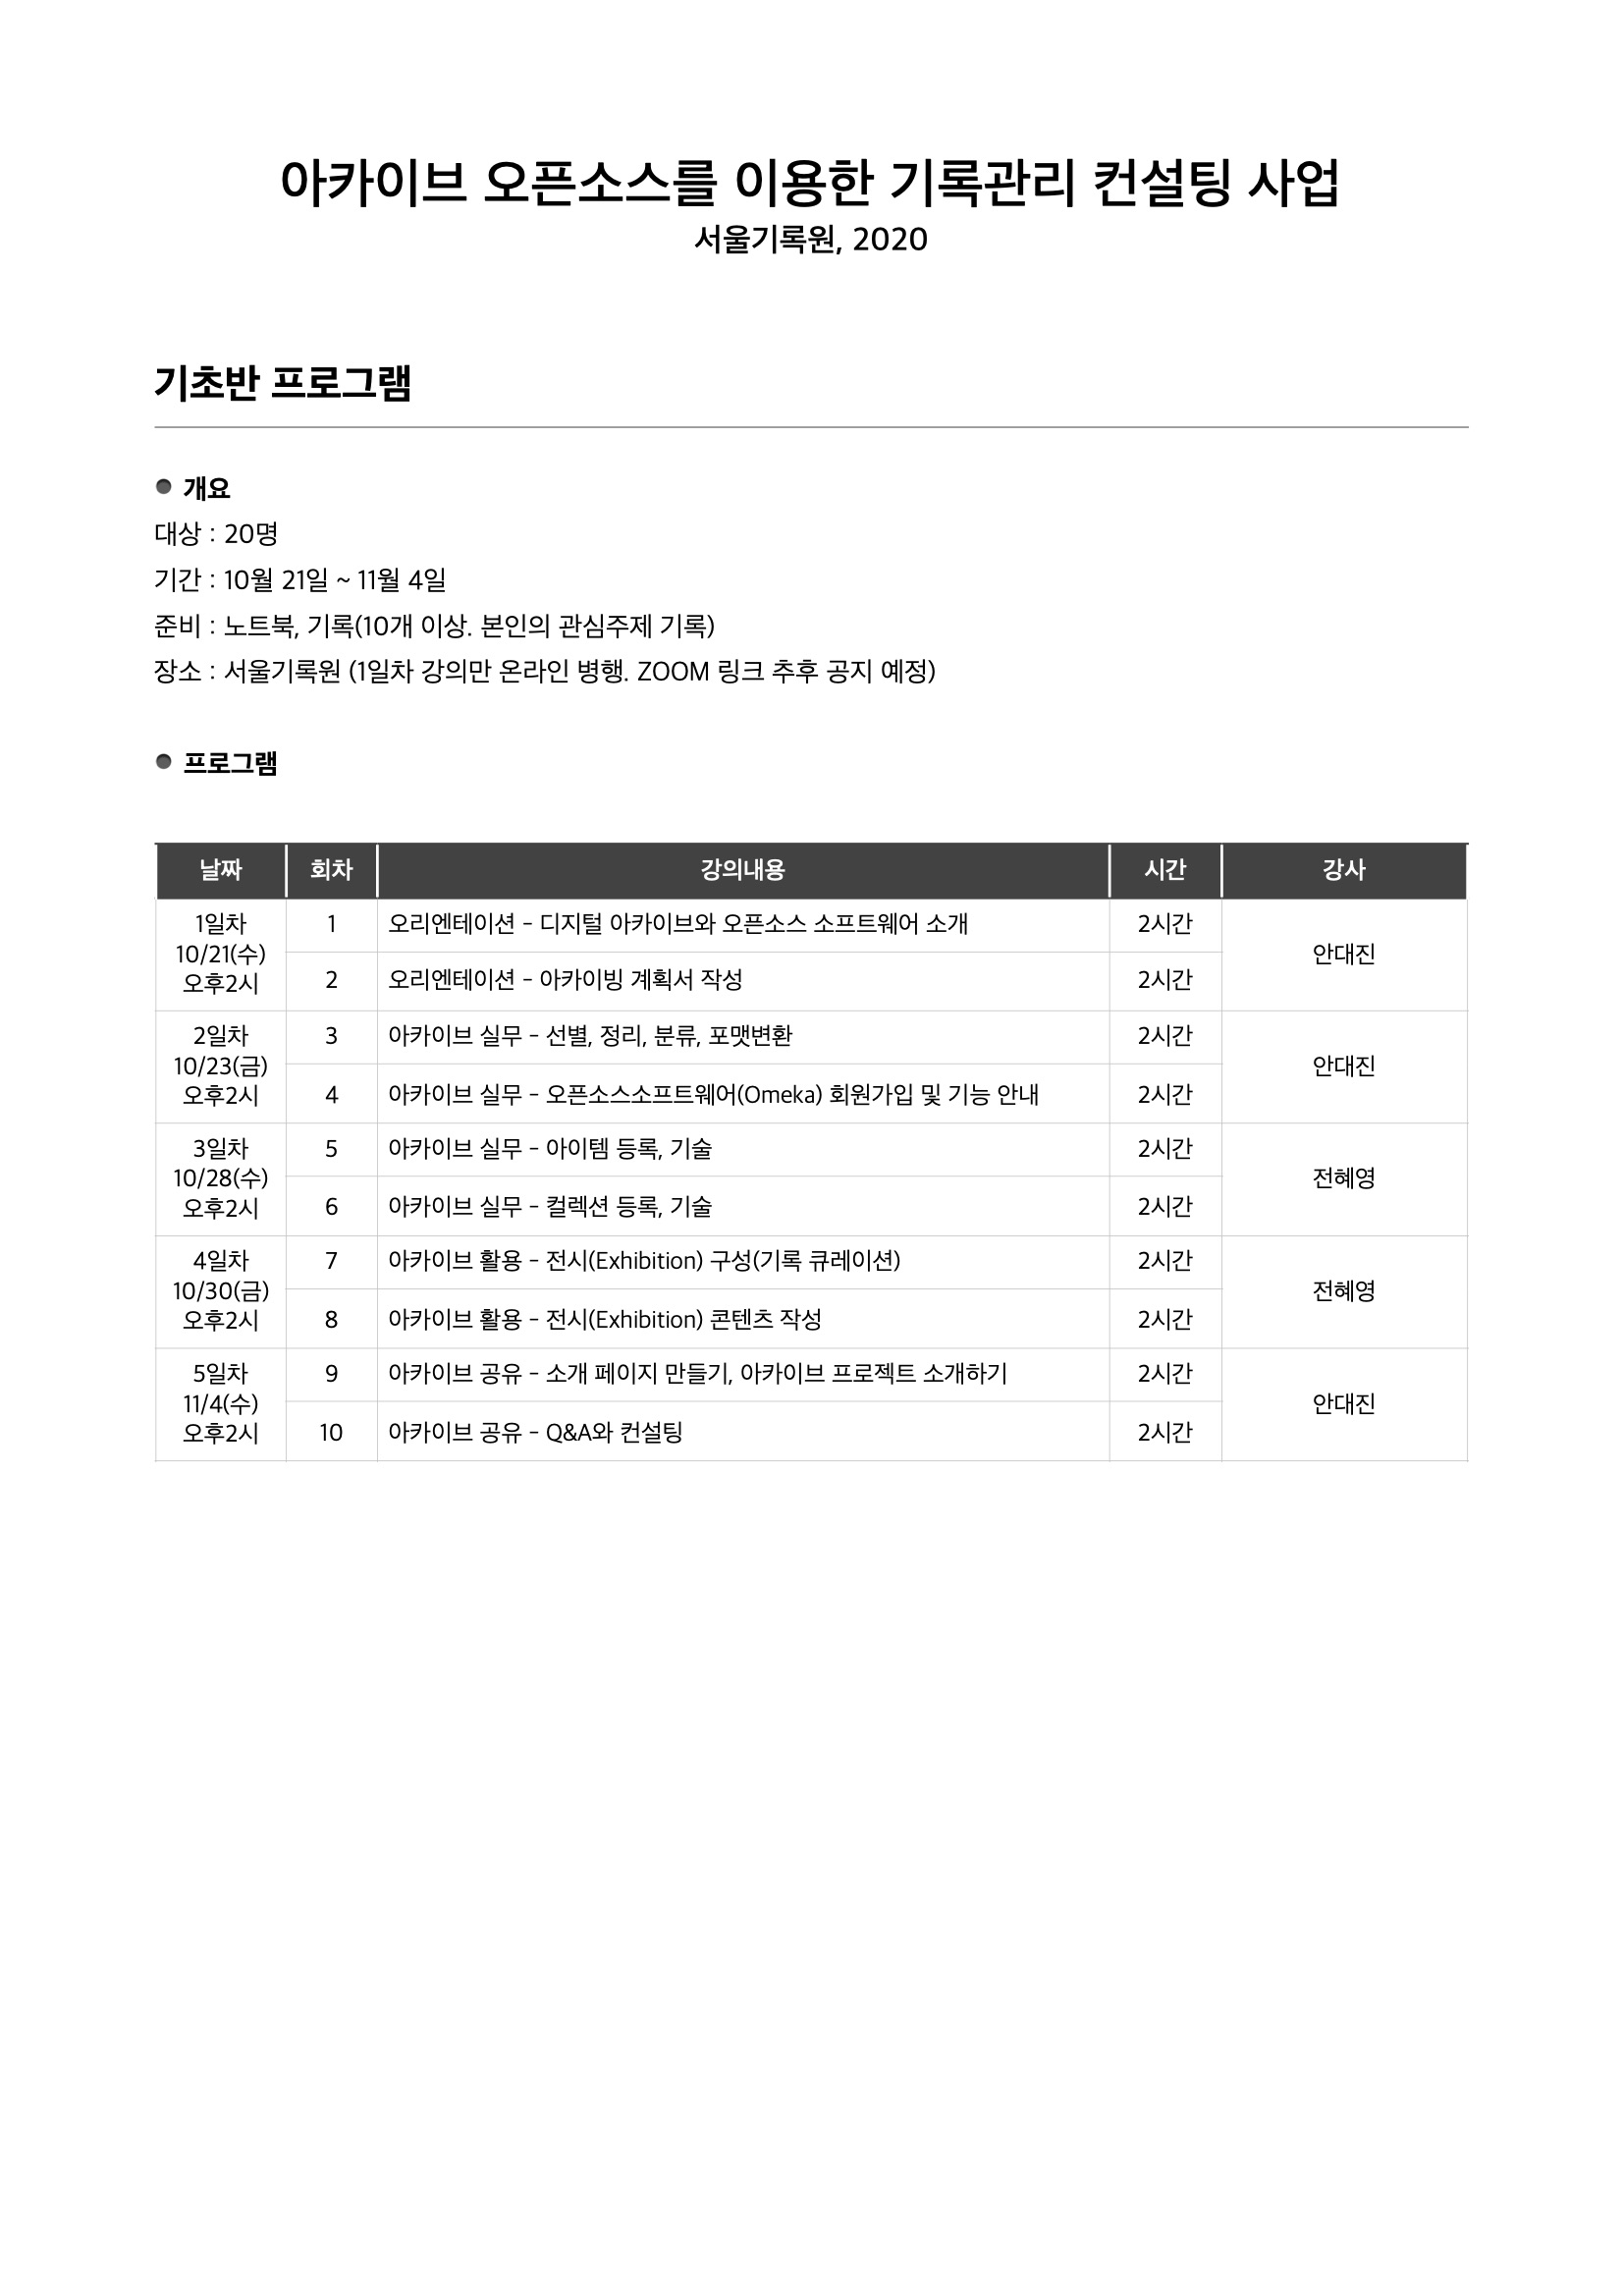 아카이브 오픈소스를 이용한 기록관리 컨설팅 사업
서울기록원, 2020
기초반 프로그램
● 개요
대상 : 20명
기간 : 10월 21일 ~ 11월 4일
준비 : 노트북, 기록(10개 이상. 본인의 관심주제 기록)
장소 : 서울기록원 (1일차 강의만 온라인 병행. ZOOM 링크 추후 공지 예정)
● 프로그램
날짜 회차 강의내용 시간 강사
1일차
10/21(수)
오후2시
1 오리엔테이션 - 디지털 아카이브와 오픈소스 소프트웨어 소개 2시간
2 오리엔테이션 - 아카이빙 계획서 작성 2시간
안대진
2일차
10/23(금)
오후2시
3 아카이브 실무 - 선별, 정리, 분류, 포맷변환 2시간
4 아카이브 실무 - 오픈소스소프트웨어(Omeka) 회원가입 및 기능 안내 2시간
안대진
3일차
10/28(수)
오후2시
5 아카이브 실무 - 아이템 등록, 기술 2시간
6 아카이브 실무 - 컬렉션 등록, 기술 2시간
전혜영
4일차
10/30(금)
오후2시
7 아카이브 활용 - 전시(Exhibition) 구성(기록 큐레이션) 2시간
8 아카이브 활용 - 전시(Exhibition) 콘텐츠 작성 2시간
전혜영
5일차
11/4(수)
오후2시
9 아카이브 공유 - 소개 페이지 만들기, 아카이브 프로젝트 소개하기 2시간
10 아카이브 공유 - Q&A와 컨설팅 2시간
안대진